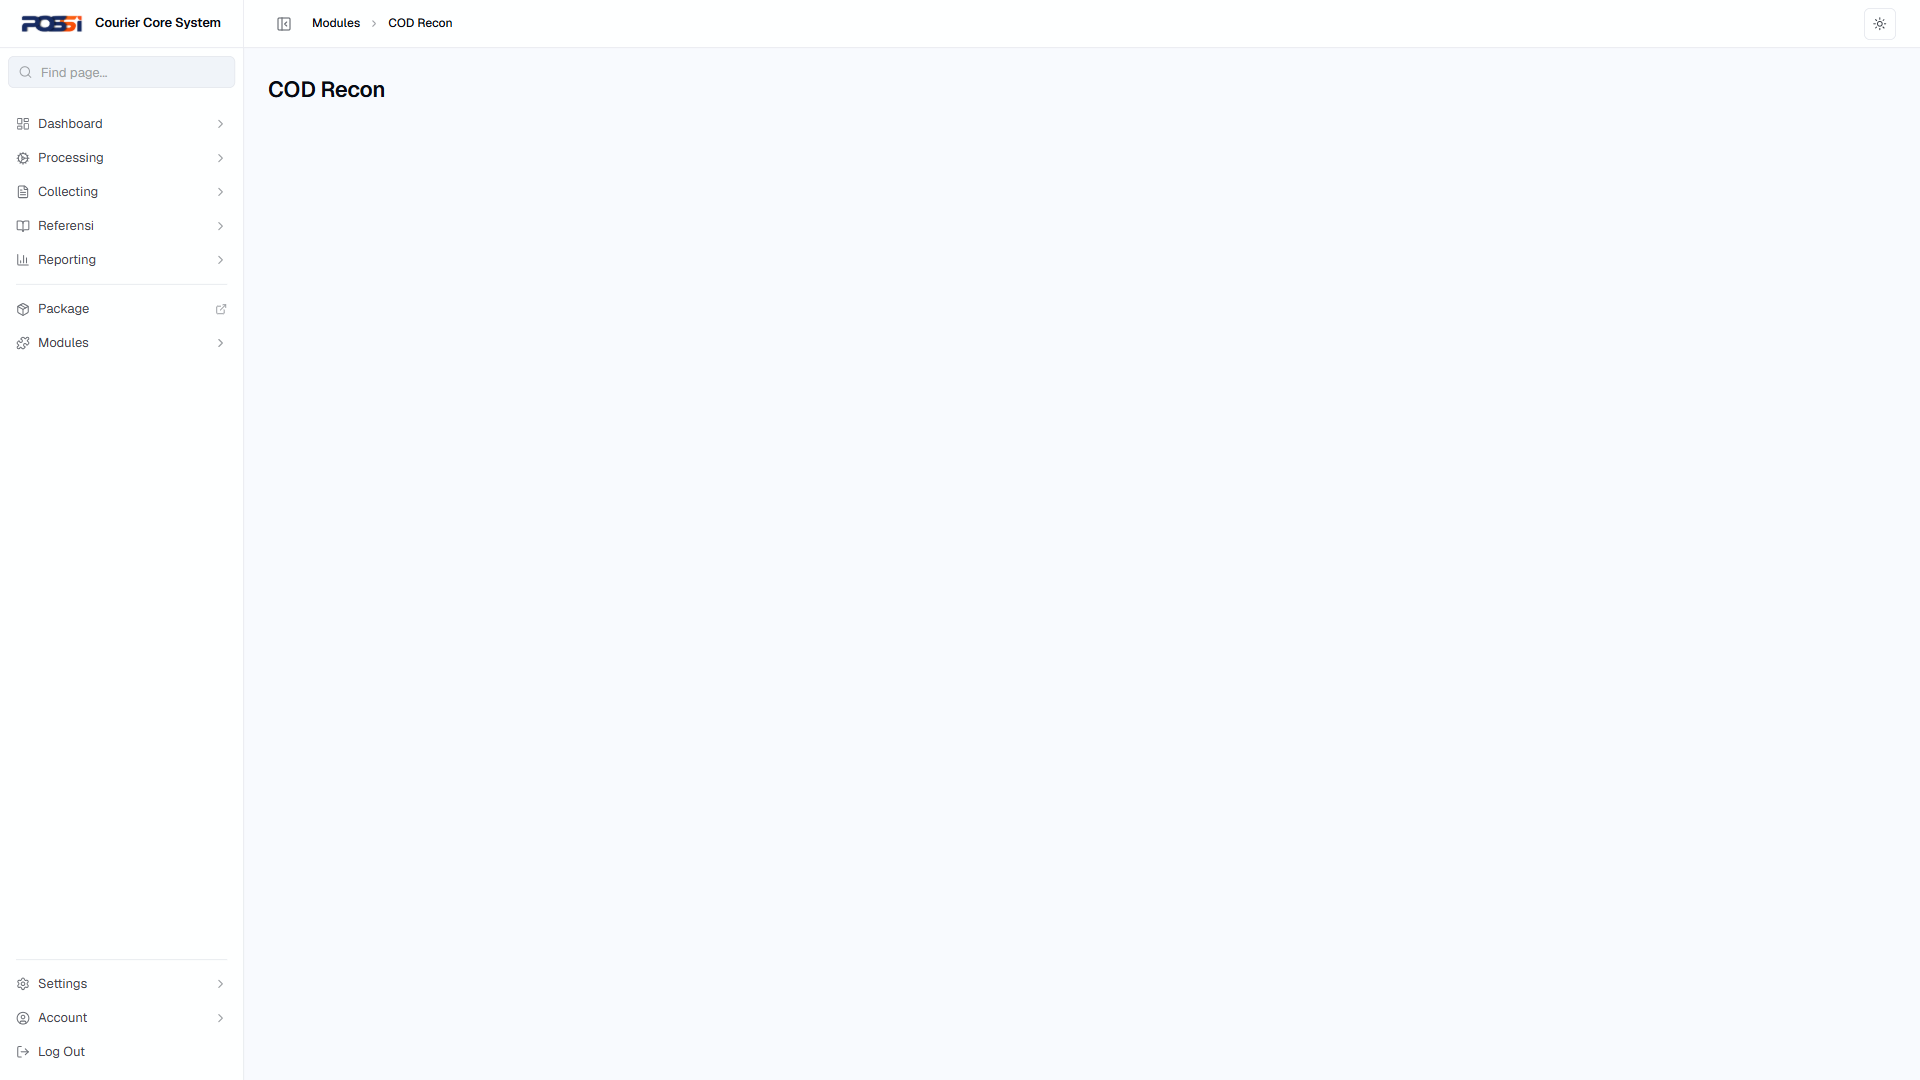 POSSi Courier Core System
Modules > COD Recon
Find page...
COD Recon
Dashboard
Processing
Collecting
Referensi
Reporting
Package
Modules
Settings
Account
Log Out